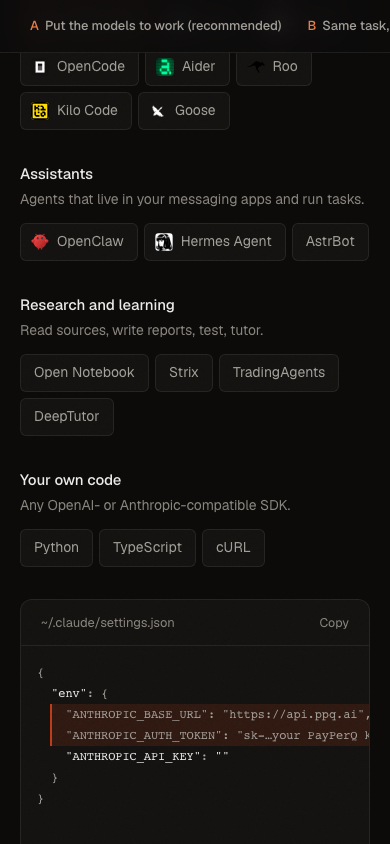 A Put the models to work (recommended) B Same task,
OpenCode Aider Roo
Kilo Code Goose
Assistants
Agents that live in your messaging apps and run tasks.
OpenClaw Hermes Agent AstrBot
Research and learning
Read sources, write reports, test, tutor.
Open Notebook Strix TradingAgents
DeepTutor
Your own code
Any OpenAI- or Anthropic-compatible SDK.
Python TypeScript cURL
~/.claude/settings.json Copy
{
"env": {
"ANTHROPIC_BASE_URL": "https://api.ppq.ai",
"ANTHROPIC_AUTH_TOKEN": "sk-…your PayPerQ
"ANTHROPIC_API_KEY": ""
}
}